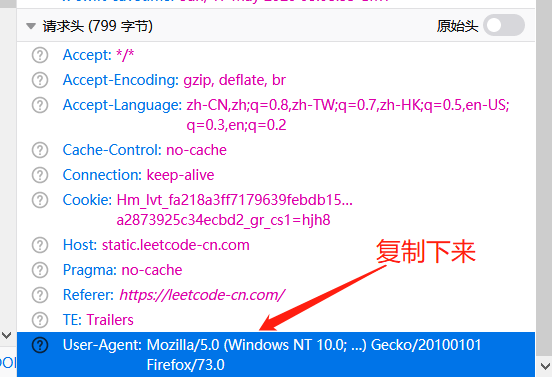 请求头 (799 字节)
原始头
Accept: */*
Accept-Encoding: gzip, deflate, br
Accept-Language: zh-CN,zh;q=0.8,zh-TW;q=0.7,zh-HK;q=0.5,en-US;
q=0.3,en;q=0.2
Cache-Control: no-cache
Connection: keep-alive
Cookie: Hm_lvt_fa218a3ff7179639febdb15…
a2873925c34ecbd2_gr_cs1=hjh8
Host: static.leetcode-cn.com
复制下来
Pragma: no-cache
Referer: https://leetcode-cn.com/
TE: Trailers
User-Agent: Mozilla/5.0 (Windows NT 10.0; …) Gecko/20100101
Firefox/73.0